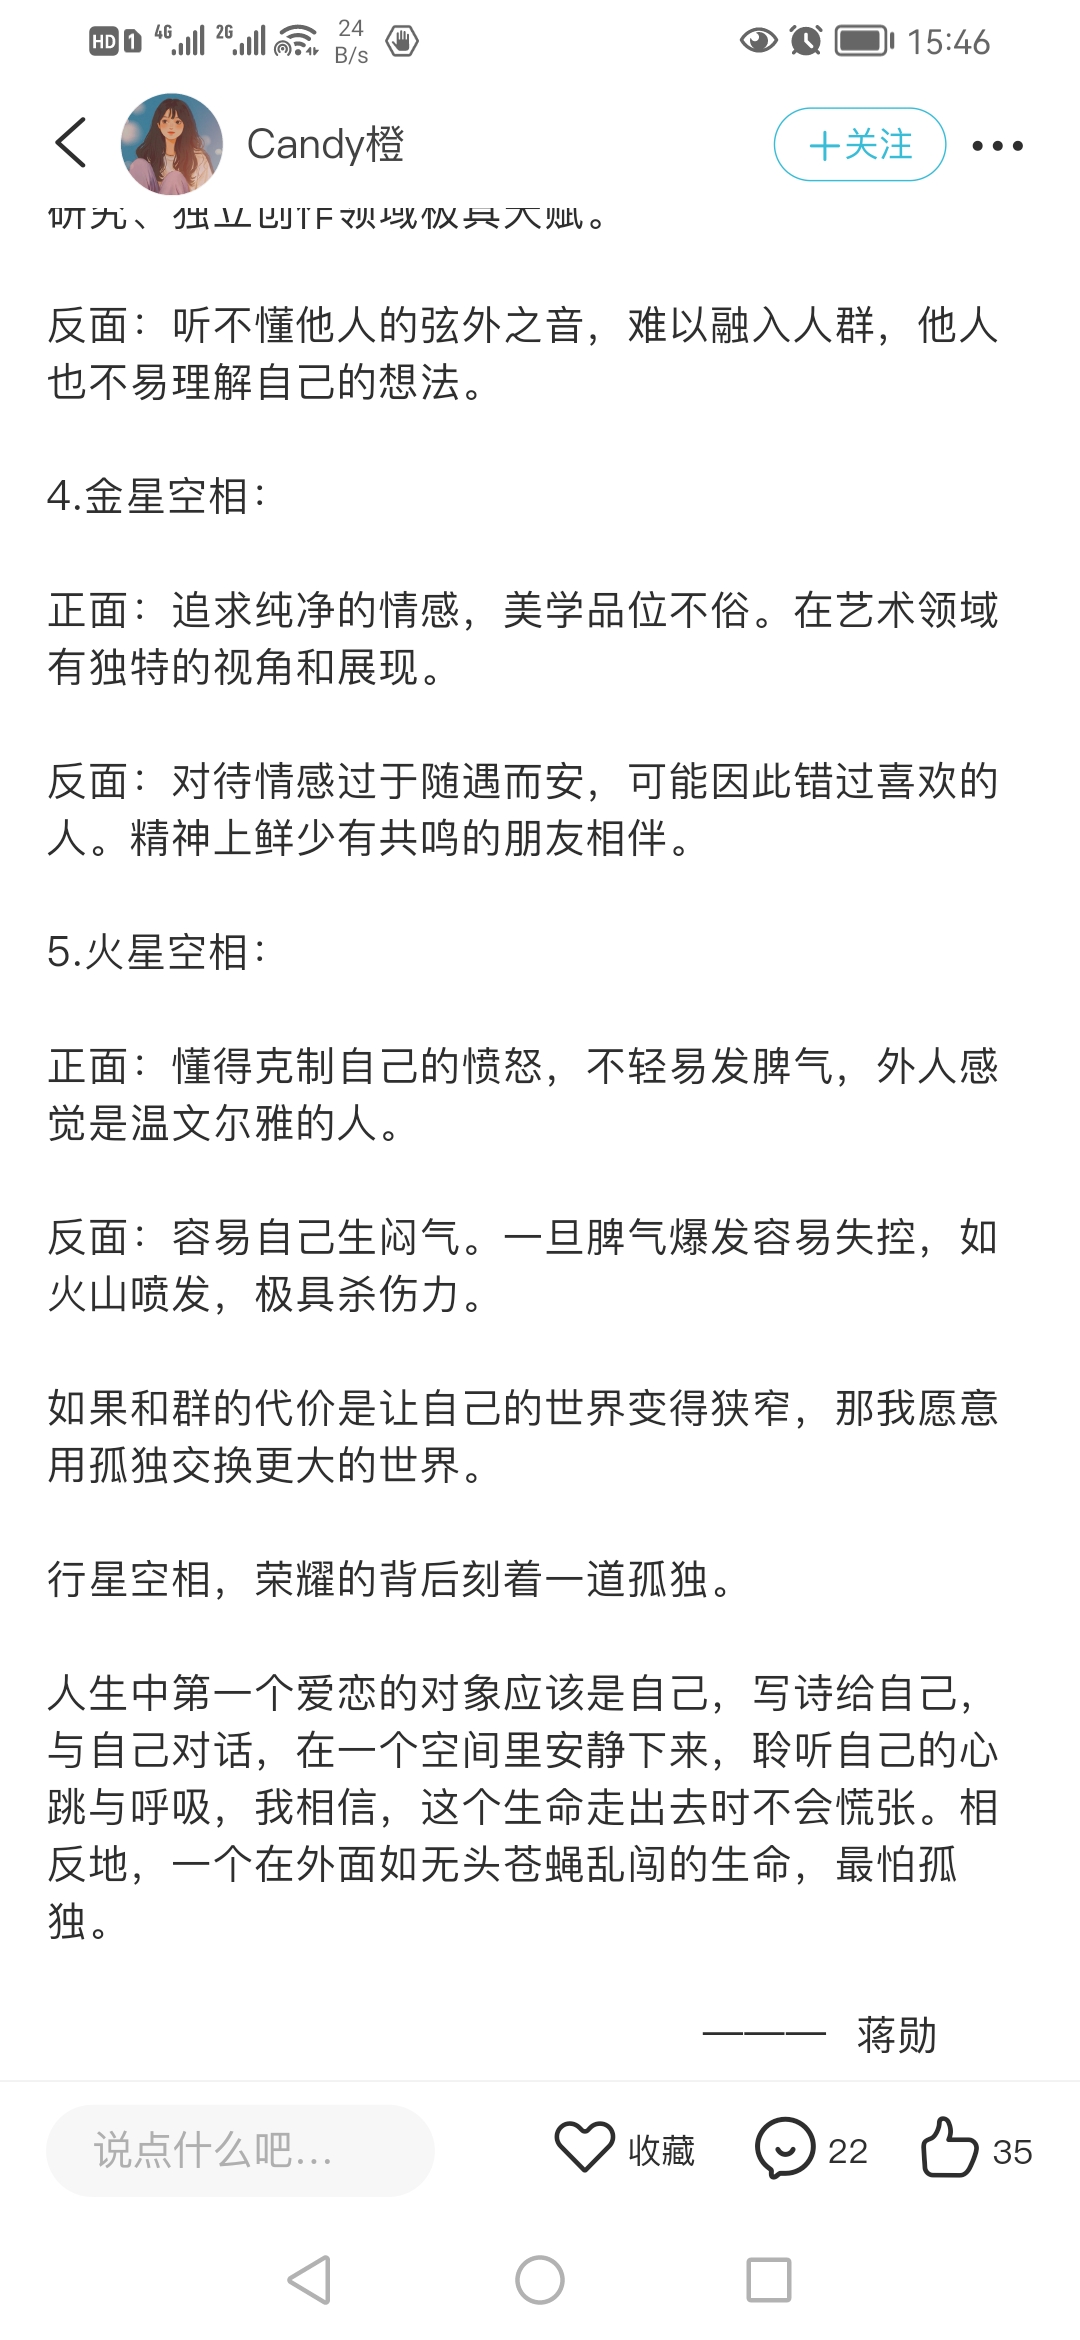 HD 1 4G 2G 24 B/s 15:46
Candy橙 +关注
研究、独立创作领域极具天赋。
反面：听不懂他人的弦外之音，难以融入人群，他人
也不易理解自己的想法。
4.金星空相：
正面：追求纯净的情感，美学品位不俗。在艺术领域
有独特的视角和展现。
反面：对待情感过于随遇而安，可能因此错过喜欢的
人。精神上鲜少有共鸣的朋友相伴。
5.火星空相：
正面：懂得克制自己的愤怒，不轻易发脾气，外人感
觉是温文尔雅的人。
反面：容易自己生闷气。一旦脾气爆发容易失控，如
火山喷发，极具杀伤力。
如果和群的代价是让自己的世界变得狭窄，那我愿意
用孤独交换更大的世界。
行星空相，荣耀的背后刻着一道孤独。
人生中第一个爱恋的对象应该是自己，写诗给自己，
与自己对话，在一个空间里安静下来，聆听自己的心
跳与呼吸，我相信，这个生命走出去时不会慌张。相
反地，一个在外面如无头苍蝇乱闯的生命，最怕孤
独。
——— 蒋勋
说点什么吧... 收藏 22 35